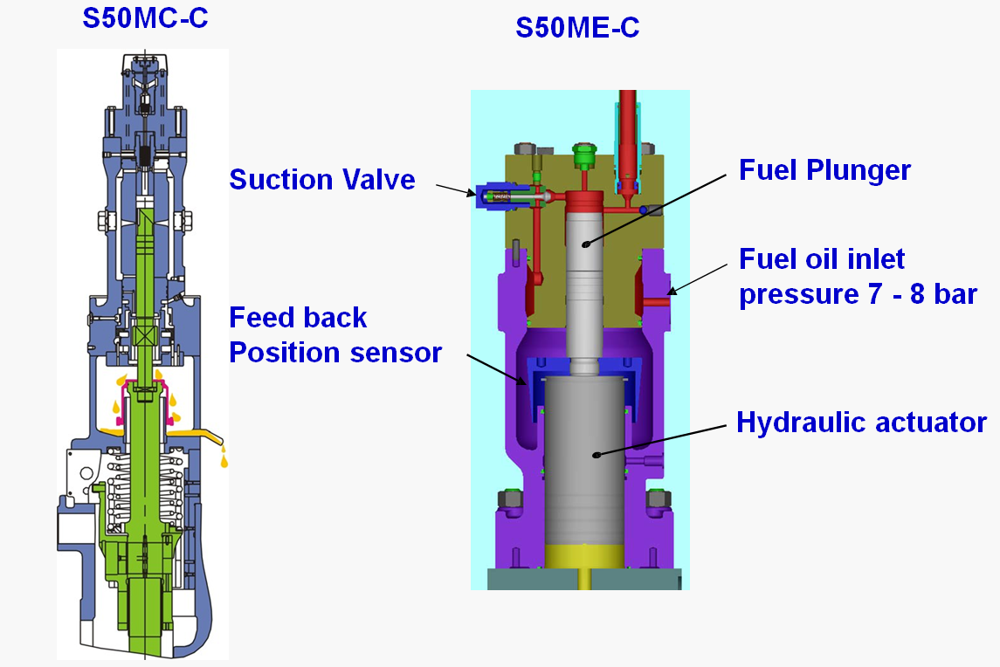 S50MC-C
S50ME-C
Suction Valve
Fuel Plunger
Fuel oil inlet
pressure 7 - 8 bar
Feed back
Position sensor
Hydraulic actuator